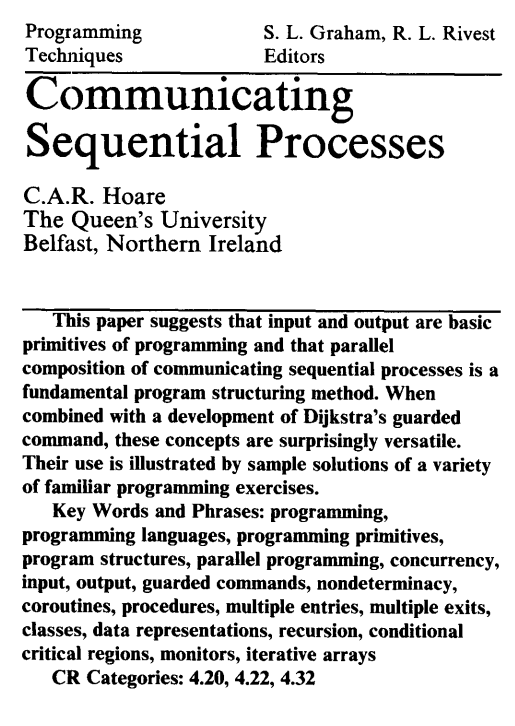 Programming
Techniques
S. L. Graham, R. L. Rivest
Editors
Communicating
Sequential Processes
C.A.R. Hoare
The Queen's University
Belfast, Northern Ireland
This paper suggests that input and output are basic
primitives of programming and that parallel
composition of communicating sequential processes is a
fundamental program structuring method. When
combined with a development of Dijkstra's guarded
command, these concepts are surprisingly versatile.
Their use is illustrated by sample solutions of a variety
of familiar programming exercises.
Key Words and Phrases: programming,
programming languages, programming primitives,
program structures, parallel programming, concurrency,
input, output, guarded commands, nondeterminacy,
coroutines, procedures, multiple entries, multiple exits,
classes, data representations, recursion, conditional
critical regions, monitors, iterative arrays
CR Categories: 4.20, 4.22, 4.32